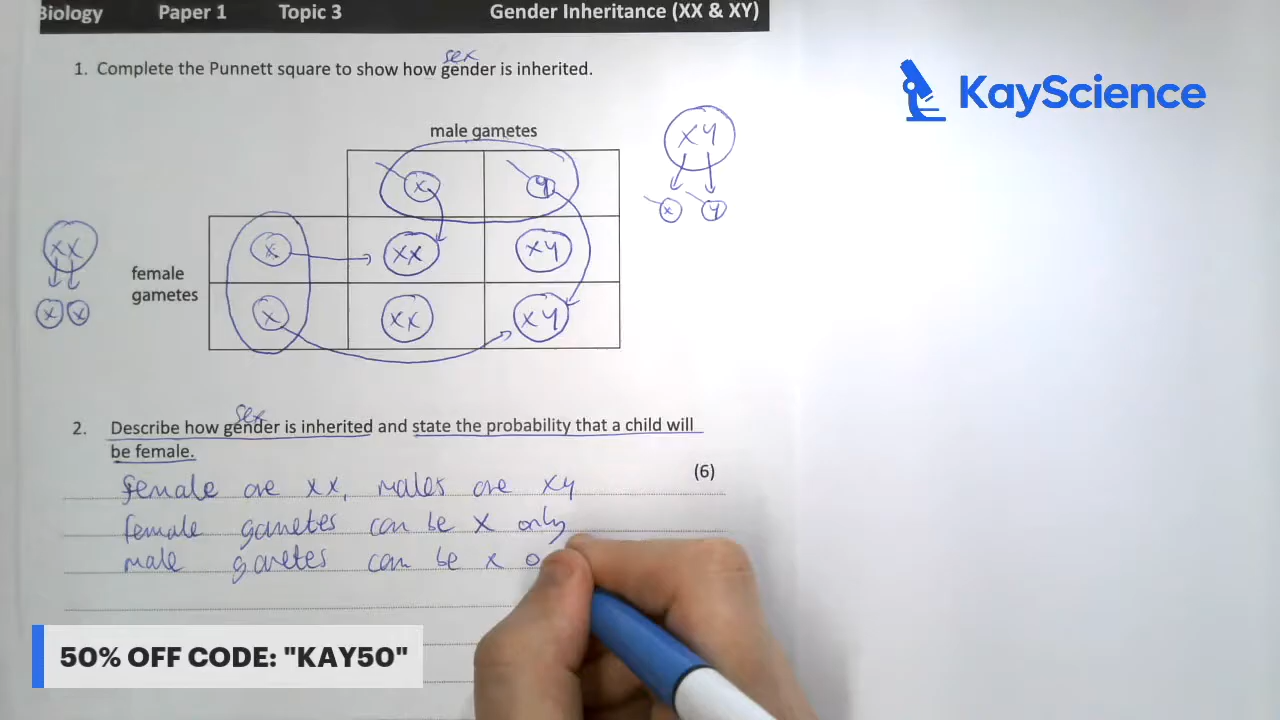 Biology Paper 1 Topic 3 Gender Inheritance (XX & XY)
sex
1. Complete the Punnett square to show how gender is inherited.
KayScience
male gametes
XY
x y
x y
XX
x XX XY
female
gametes
x x
x XX XY
sex
2. Describe how gender is inherited and state the probability that a child will
be female.
(6)
female are XX, males are XY
female gametes can be X only
male gametes can be X o
50% OFF CODE: "KAY50"